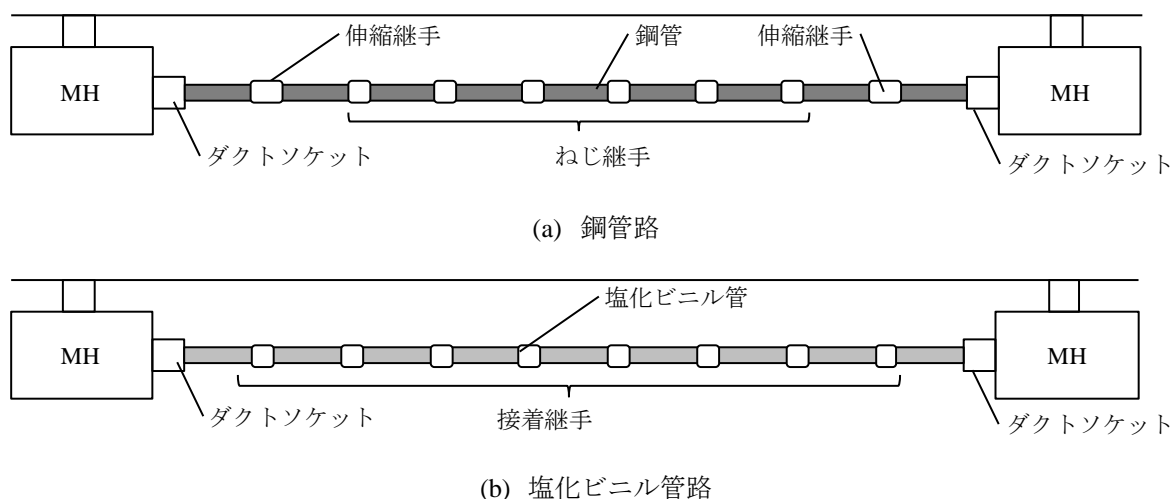 伸縮継手 鋼管 伸縮継手
MH MH
ダクトソケット ねじ継手 ダクトソケット
(a) 鋼管路
塩化ビニル管
MH MH
ダクトソケット 接着継手 ダクトソケット
(b) 塩化ビニル管路